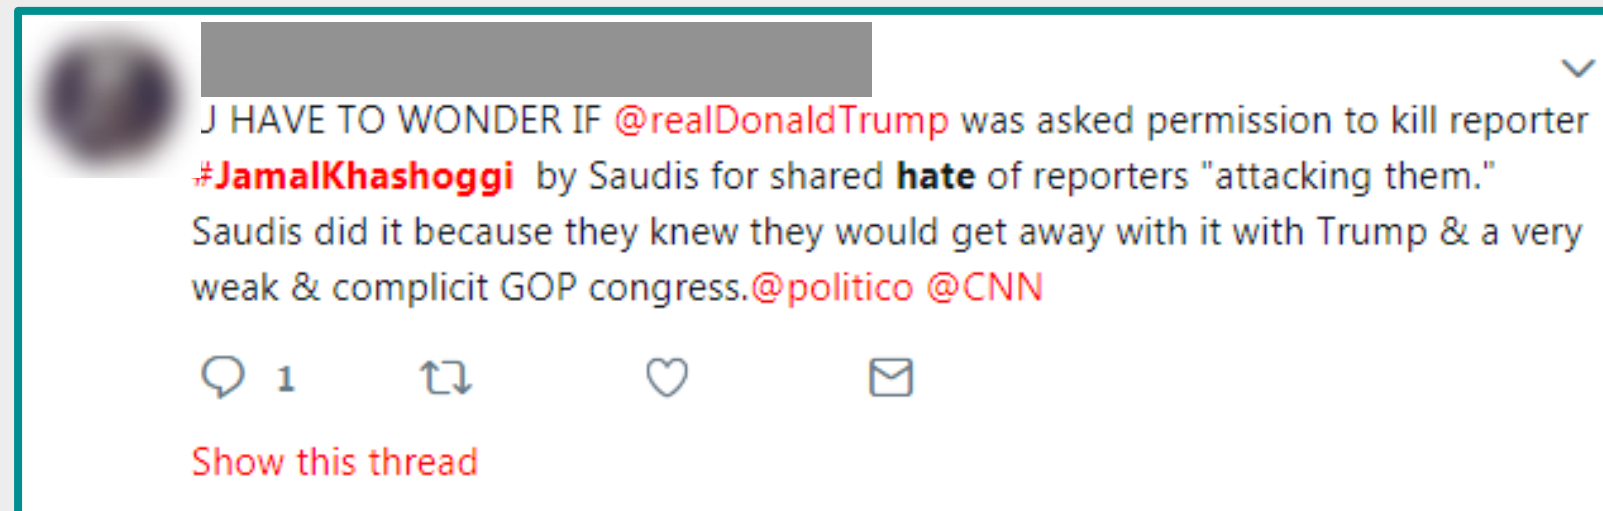 U HAVE TO WONDER IF @realDonaldTrump was asked permission to kill reporter
#JamalKhashoggi by Saudis for shared hate of reporters "attacking them."
Saudis did it because they knew they would get away with it with Trump & a very
weak & complicit GOP congress.@politico @CNN
1
Show this thread